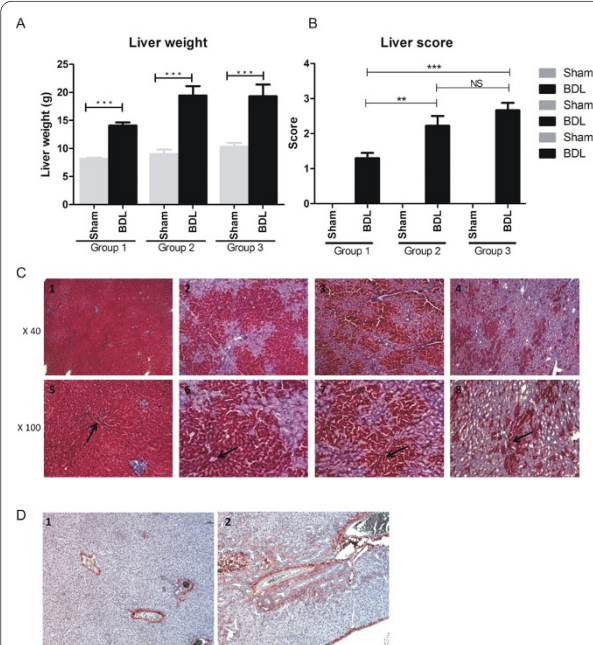 A
Liver weight
Liver weight (g)
25
20
15
10
5
0
***
***
***
Sham
BDL
Sham
BDL
Sham
BDL
Group 1
Group 2
Group 3
B
Liver score
Score
4
3
2
1
0
***
NS
**
Sham
BDL
Sham
BDL
Sham
BDL
Group 1
Group 2
Group 3
Sham
BDL
Sham
BDL
Sham
BDL
C
X 40
1
2
3
4
X 100
5
6
7
8
D
1
2